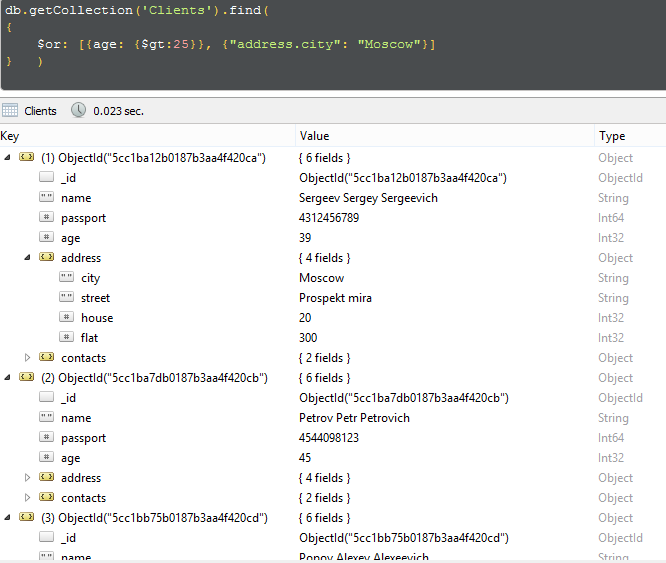 db.getCollection('Clients').find(
{
    $or: [{age: {$gt:25}}, {"address.city": "Moscow"}]
}   )
Clients 0.023 sec.
Key Value Type
(1) ObjectId("5cc1ba12b0187b3aa4f420ca") { 6 fields } Object
_id ObjectId("5cc1ba12b0187b3aa4f420ca") ObjectId
name Sergeev Sergey Sergeevich String
passport 4312456789 Int64
age 39 Int32
address { 4 fields } Object
city Moscow String
street Prospekt mira String
house 20 Int32
flat 300 Int32
contacts { 2 fields } Object
(2) ObjectId("5cc1ba7db0187b3aa4f420cb") { 6 fields } Object
_id ObjectId("5cc1ba7db0187b3aa4f420cb") ObjectId
name Petrov Petr Petrovich String
passport 4544098123 Int64
age 45 Int32
address { 4 fields } Object
contacts { 2 fields } Object
(3) ObjectId("5cc1bb75b0187b3aa4f420cd") { 6 fields } Object
_id ObjectId("5cc1bb75b0187b3aa4f420cd") ObjectId
name Popov Alexey Alexeevich String